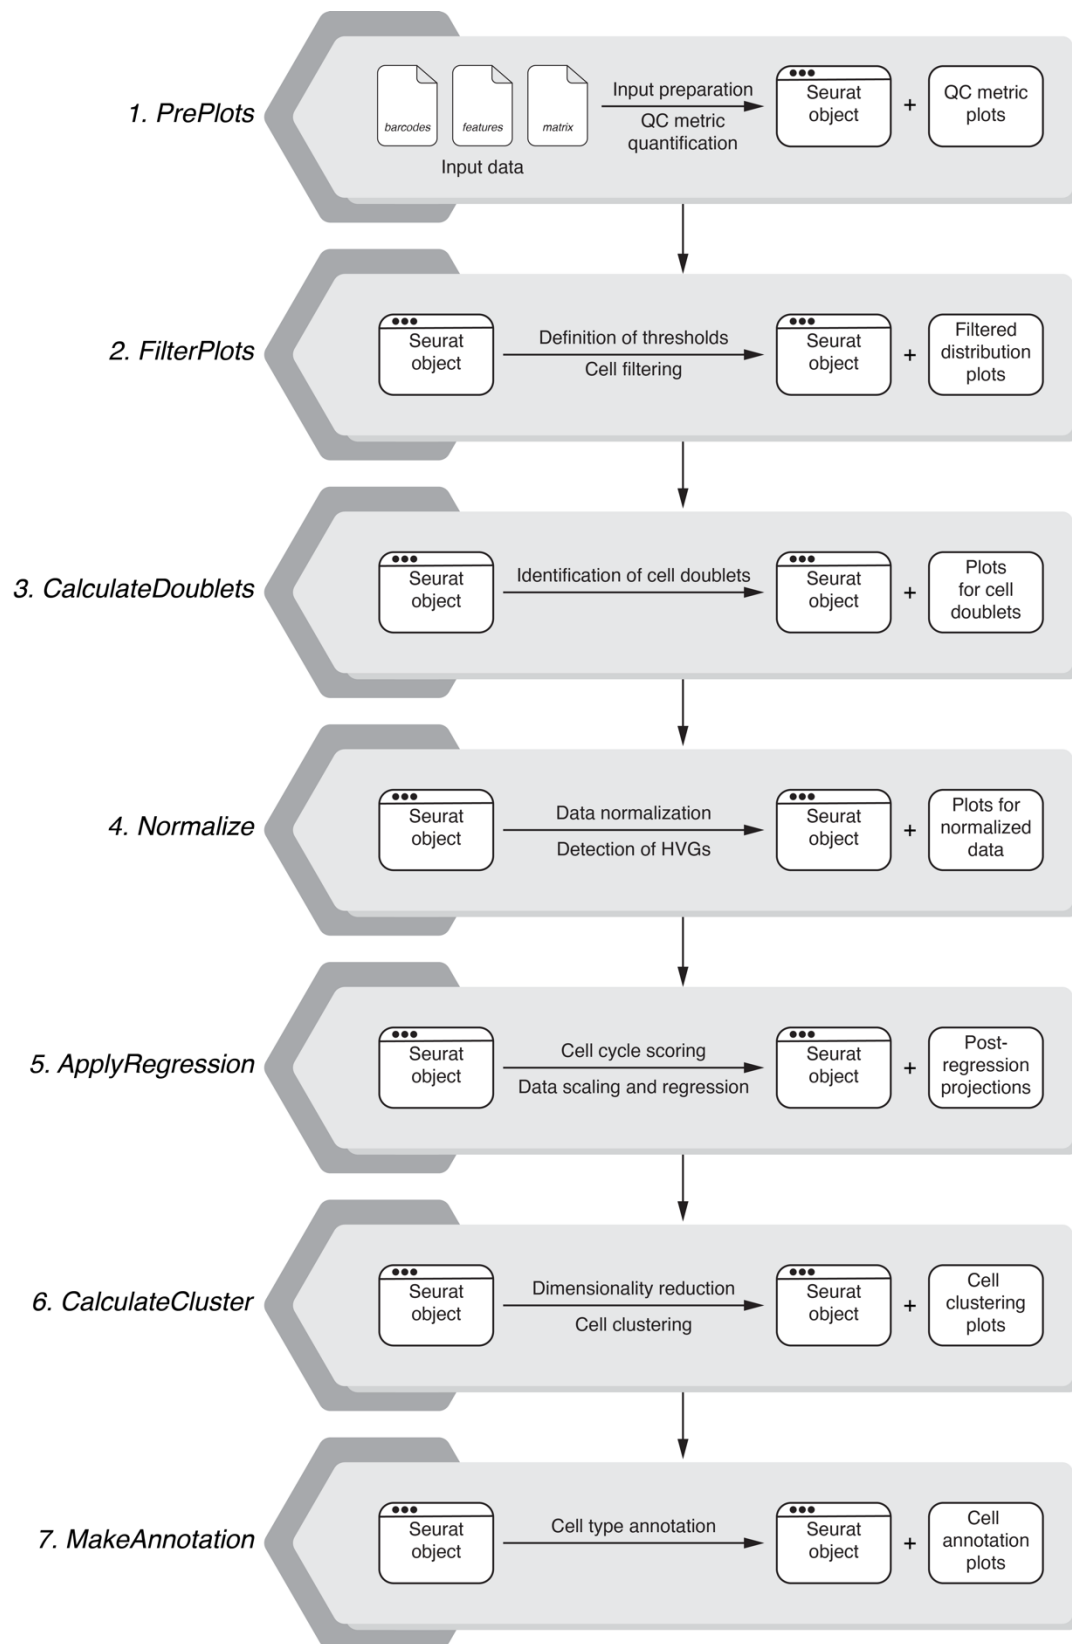 1. PrePlots
barcodes
features
matrix
Input data
Input preparation
QC metric
quantification
Seurat
object
+
QC metric
plots
2. FilterPlots
Seurat
object
Definition of thresholds
Cell filtering
Seurat
object
+
Filtered
distribution
plots
3. CalculateDoublets
Seurat
object
Identification of cell doublets
Seurat
object
+
Plots
for cell
doublets
4. Normalize
Seurat
object
Data normalization
Detection of HVGs
Seurat
object
+
Plots for
normalized
data
5. ApplyRegression
Seurat
object
Cell cycle scoring
Data scaling and regression
Seurat
object
+
Post-
regression
projections
6. CalculateCluster
Seurat
object
Dimensionality reduction
Cell clustering
Seurat
object
+
Cell
clustering
plots
7. MakeAnnotation
Seurat
object
Cell type annotation
Seurat
object
+
Cell
annotation
plots